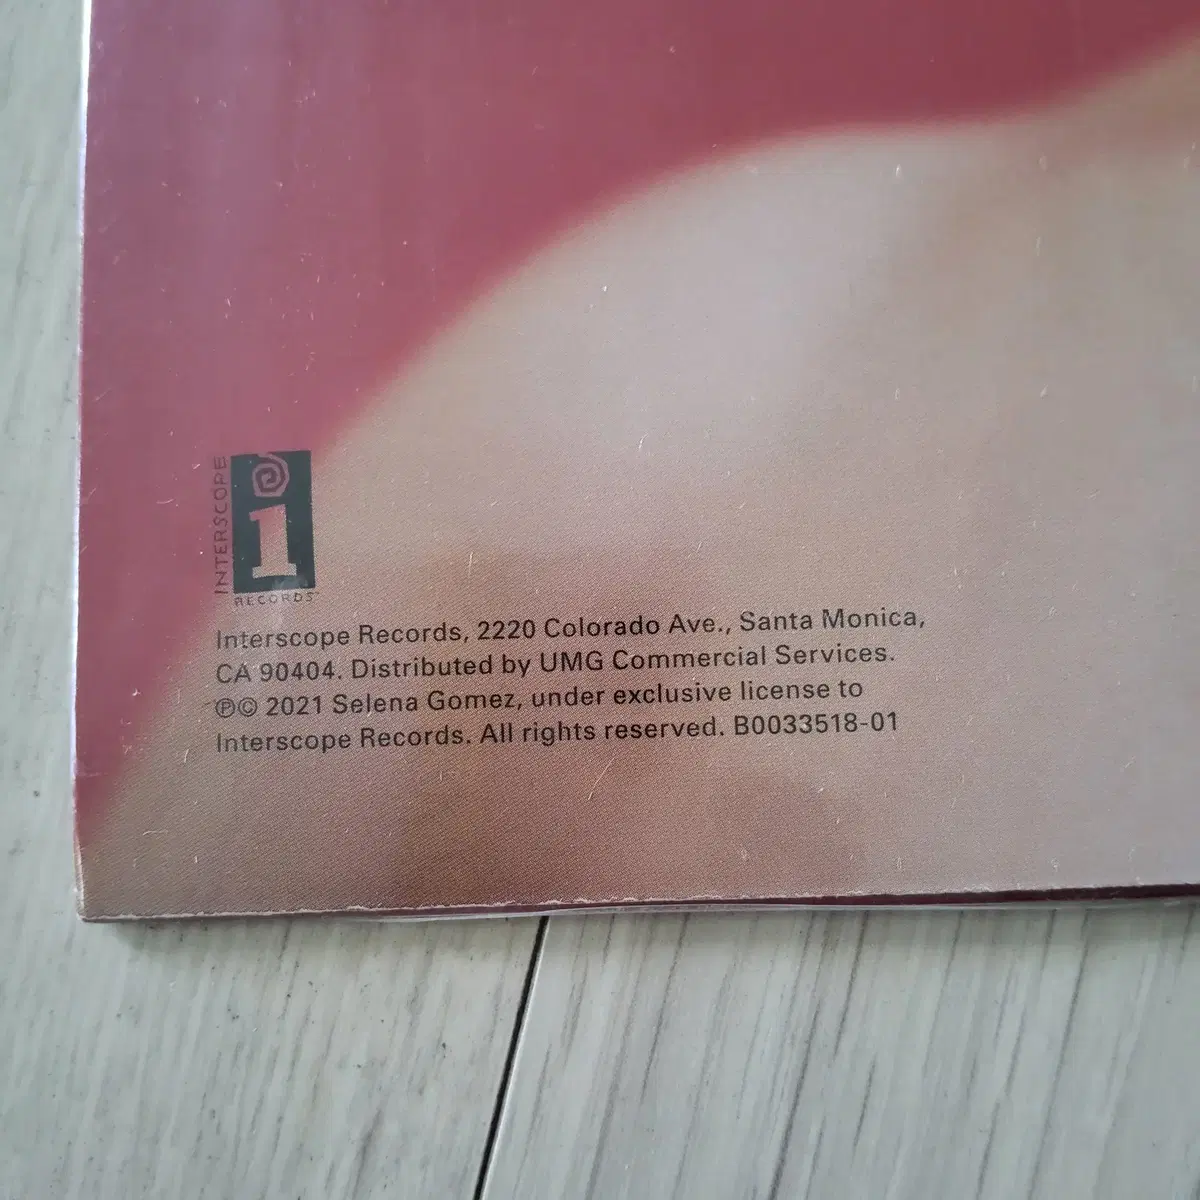 INTERSCOPE
i
RECORDS
Interscope Records, 2220 Colorado Ave., Santa Monica,
CA 90404. Distributed by UMG Commercial Services.
℗© 2021 Selena Gomez, under exclusive license to
Interscope Records. All rights reserved. B0033518-01